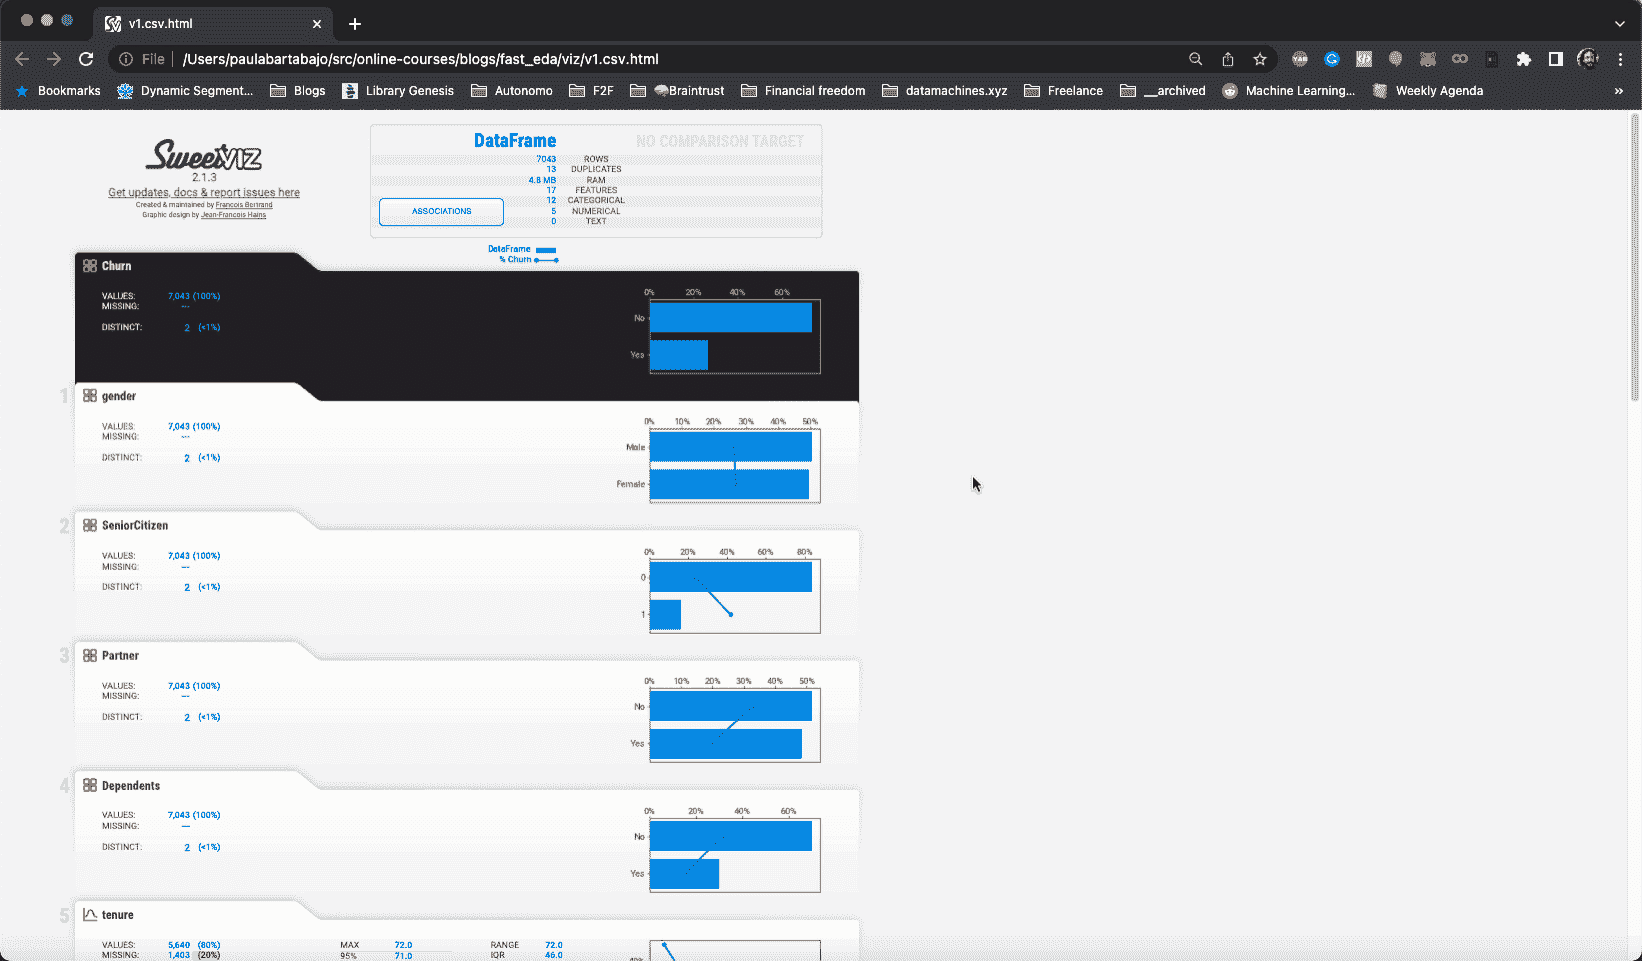 v1.csv.html
File /Users/paulabartabajo/src/online-courses/blogs/fast_eda/viz/v1.csv.html
Bookmarks Dynamic Segment... Blogs Library Genesis Autonomo F2F Braintrust Financial freedom datamachines.xyz Freelance __archived Machine Learning... Weekly Agenda »
SweetVIZ
2.1.3
Get updates, docs & report issues here
Created & maintained by Francois Bertrand
Graphic design by Jean-Francois Hains
DataFrame NO COMPARISON TARGET
7043 ROWS
13 DUPLICATES
4.8 MB RAM
17 FEATURES
12 CATEGORICAL
5 NUMERICAL
0 TEXT
ASSOCIATIONS
DataFrame
% Churn
Churn
VALUES: 7,043 (100%)
MISSING: ---
DISTINCT: 2 (<1%)
0% 20% 40% 60%
No
Yes
1 gender
VALUES: 7,043 (100%)
MISSING: ---
DISTINCT: 2 (<1%)
0% 10% 20% 30% 40% 50%
Male
Female
2 SeniorCitizen
VALUES: 7,043 (100%)
MISSING: ---
DISTINCT: 2 (<1%)
0% 20% 40% 60% 80%
0
1
3 Partner
VALUES: 7,043 (100%)
MISSING: ---
DISTINCT: 2 (<1%)
0% 10% 20% 30% 40% 50%
No
Yes
4 Dependents
VALUES: 7,043 (100%)
MISSING: ---
DISTINCT: 2 (<1%)
0% 20% 40% 60%
No
Yes
5 tenure
VALUES: 5,640 (80%) MAX 72.0 RANGE 72.0
MISSING: 1,403 (20%) 95% 71.0 IQR 46.0